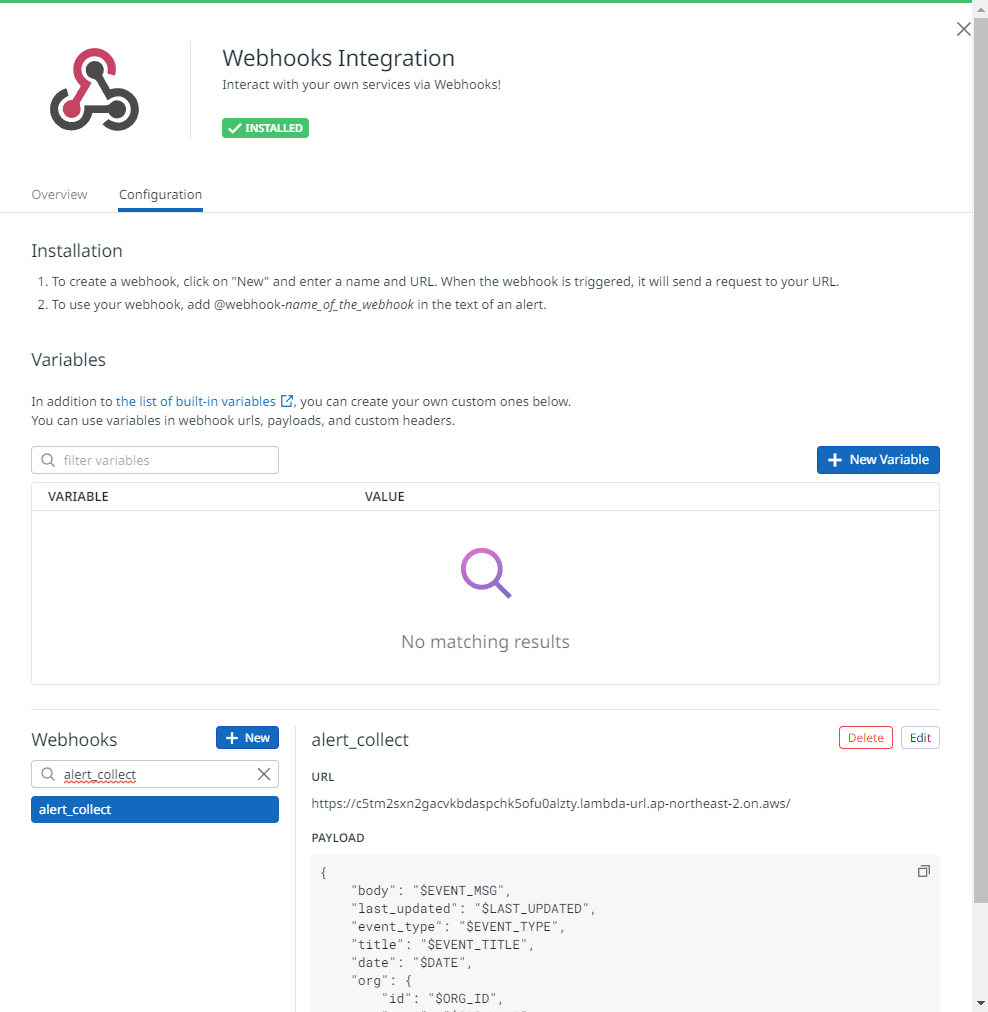 Webhooks Integration
Interact with your own services via Webhooks!
INSTALLED
Overview
Configuration
Installation
1. To create a webhook, click on "New" and enter a name and URL. When the webhook is triggered, it will send a request to your URL.
2. To use your webhook, add @webhook-name_of_the_webhook in the text of an alert.
Variables
In addition to the list of built-in variables, you can create your own custom ones below.
You can use variables in webhook urls, payloads, and custom headers.
filter variables
New Variable
VARIABLE VALUE
No matching results
Webhooks
New
alert_collect
alert_collect
alert_collect
Delete
Edit
URL
https://c5tm2sxn2gacvkbdaspchk5ofu0alzty.lambda-url.ap-northeast-2.on.aws/
PAYLOAD
{
"body": "$EVENT_MSG",
"last_updated": "$LAST_UPDATED",
"event_type": "$EVENT_TYPE",
"title": "$EVENT_TITLE",
"date": "$DATE",
"org": {
"id": "$ORG_ID",